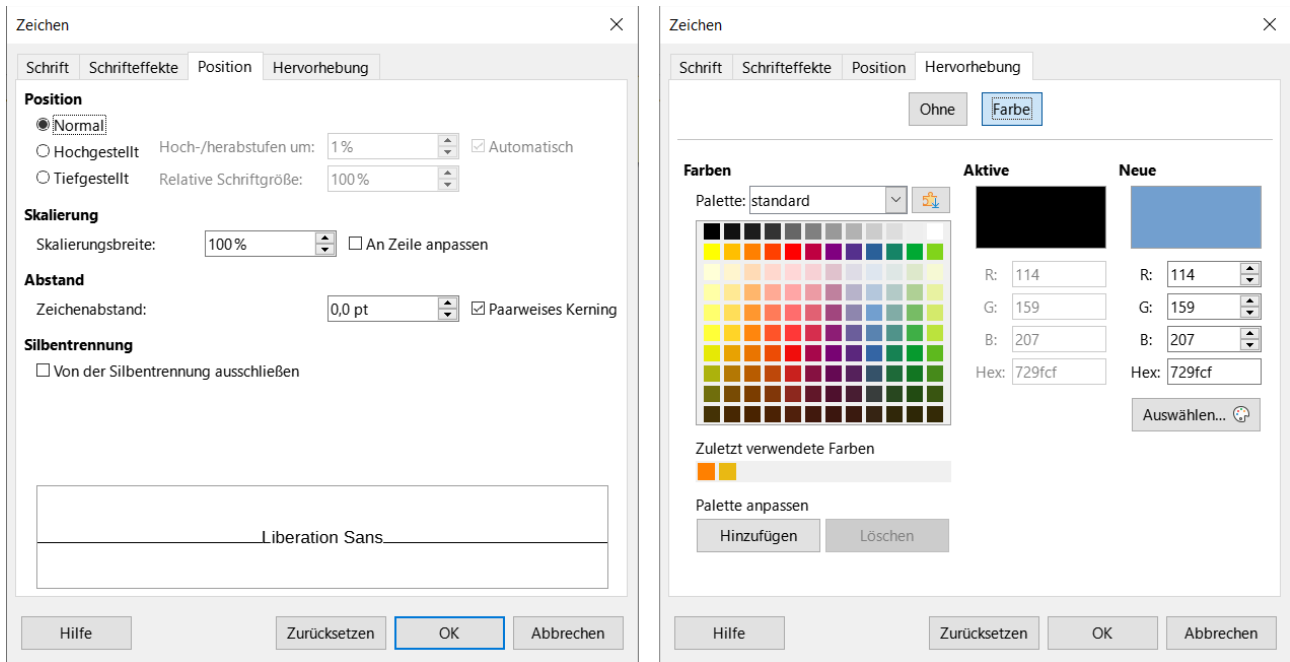 Zeichen
Schrift Schrifteffekte Position Hervorhebung
Position
Normal
Hochgestellt Hoch-/herabstufen um: 1% Automatisch
Tiefgestellt Relative Schriftgröße: 100%
Skalierung
Skalierungsbreite: 100% An Zeile anpassen
Abstand
Zeichenabstand: 0,0 pt Paarweises Kerning
Silbentrennung
Von der Silbentrennung ausschließen
Liberation Sans
Hilfe Zurücksetzen OK Abbrechen
Zeichen
Schrift Schrifteffekte Position Hervorhebung
Ohne Farbe
Farben Aktive Neue
Palette: standard
R: 114 R: 114
G: 159 G: 159
B: 207 B: 207
Hex: 729fcf Hex: 729fcf
Auswählen...
Zuletzt verwendete Farben
Palette anpassen
Hinzufügen Löschen
Hilfe Zurücksetzen OK Abbrechen